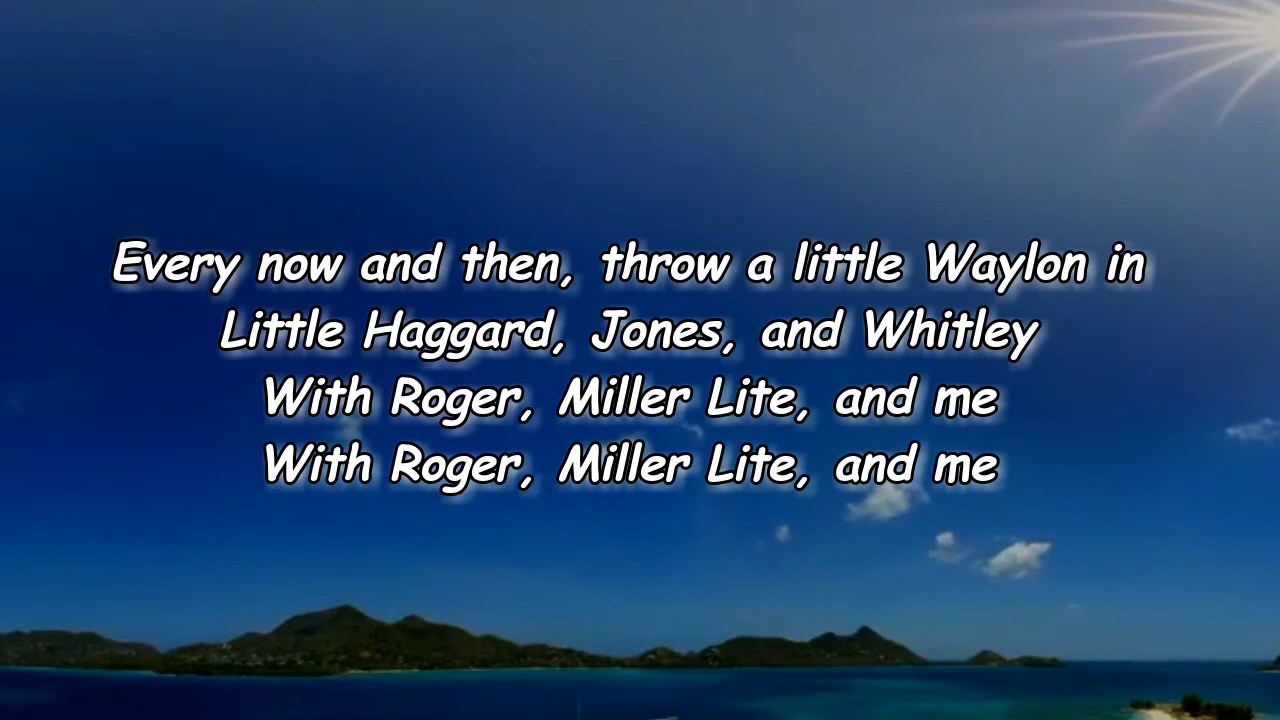 Every now and then, throw a little Waylon in
Little Haggard, Jones, and Whitley
With Roger, Miller Lite, and me
With Roger, Miller Lite, and me